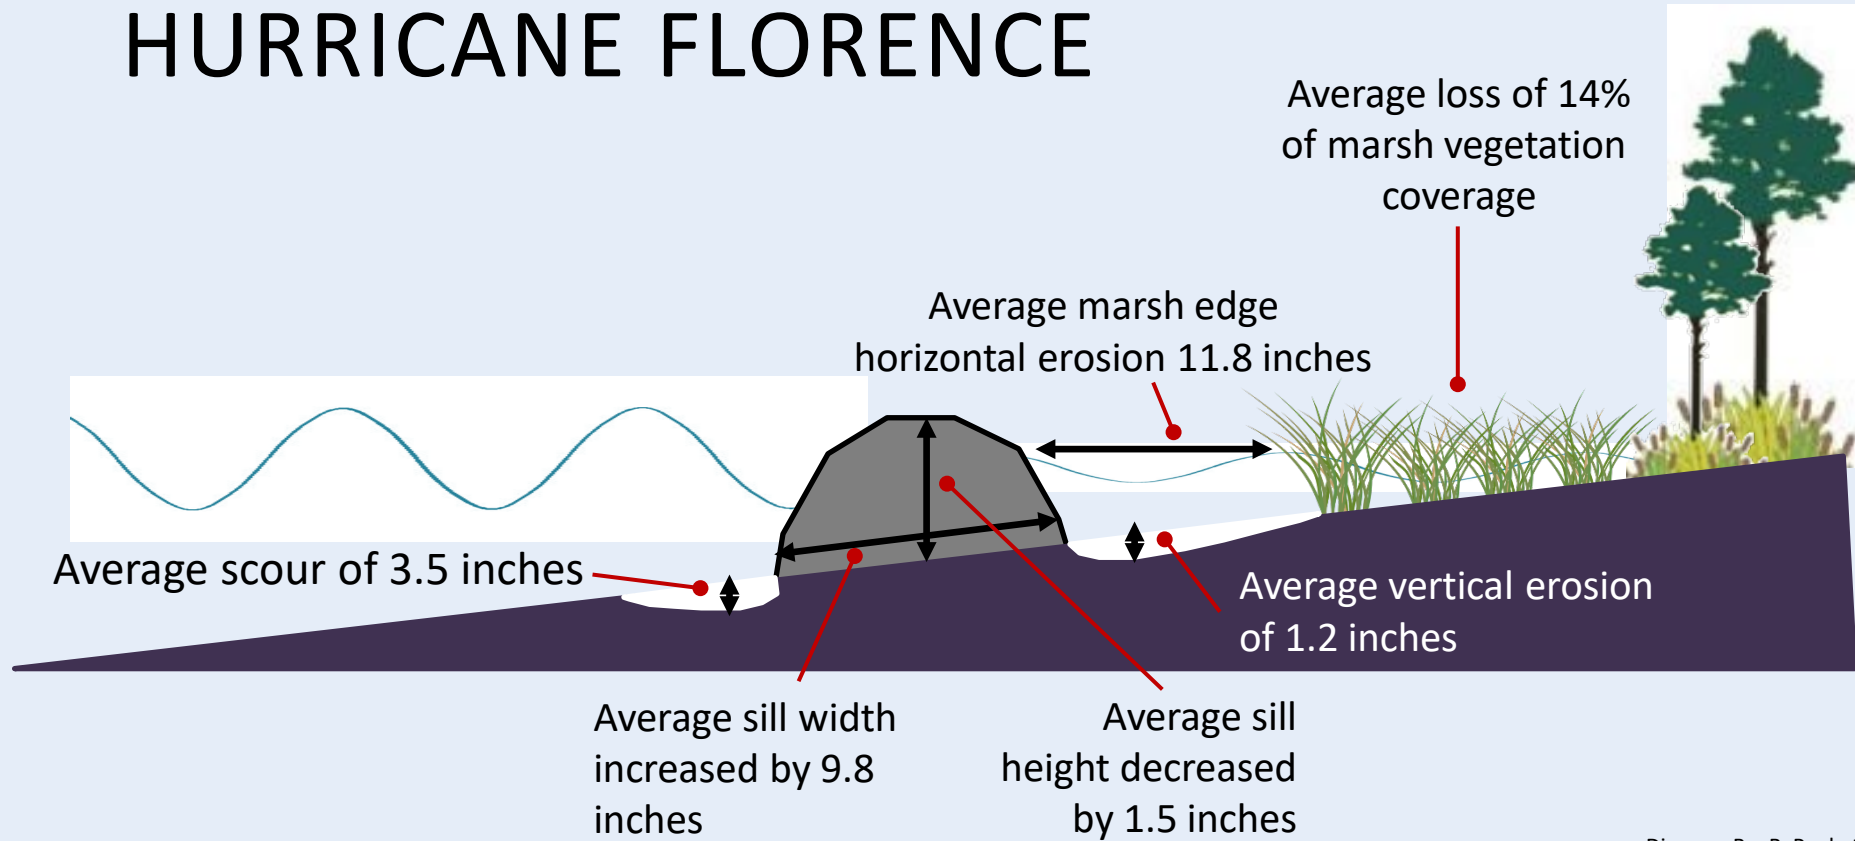 HURRICANE FLORENCE
Average loss of 14%
of marsh vegetation
coverage
Average marsh edge
horizontal erosion 11.8 inches
Average scour of 3.5 inches
Average vertical erosion
of 1.2 inches
Average sill width
increased by 9.8
inches
Average sill
height decreased
by 1.5 inches